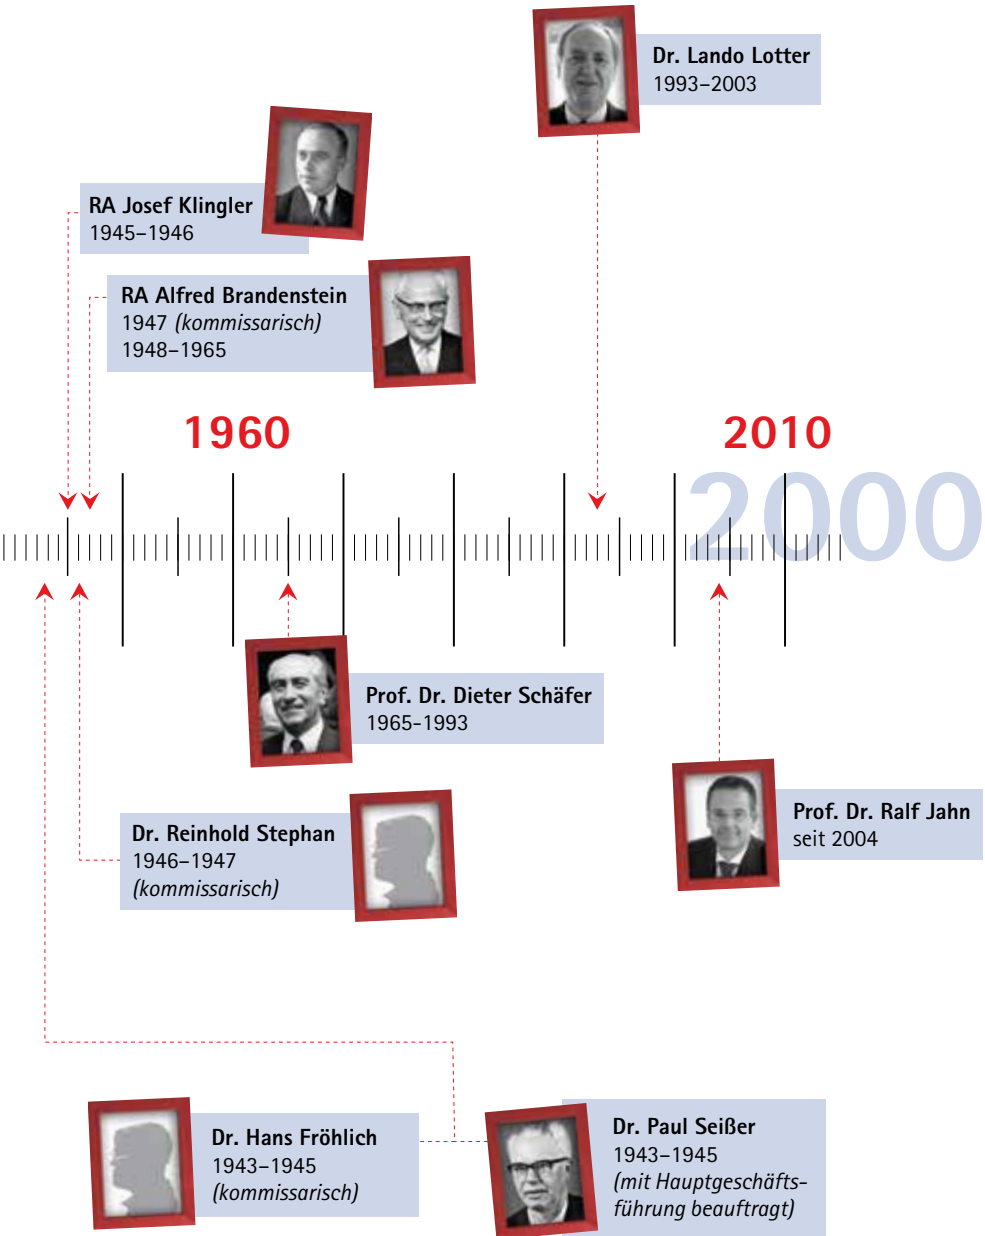 Dr. Lando Lotter
1993–2003
RA Josef Klingler
1945–1946
RA Alfred Brandenstein
1947 (kommissarisch)
1948–1965
1960
2010
2000
Prof. Dr. Dieter Schäfer
1965-1993
Prof. Dr. Ralf Jahn
seit 2004
Dr. Reinhold Stephan
1946–1947
(kommissarisch)
Dr. Hans Fröhlich
1943–1945
(kommissarisch)
Dr. Paul Seißer
1943–1945
(mit Hauptgeschäfts-
führung beauftragt)